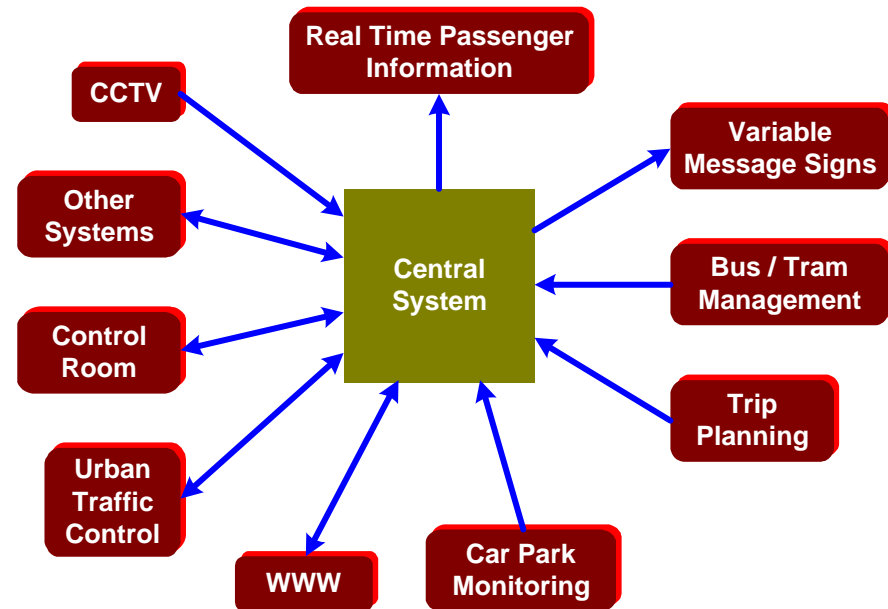 Real Time Passenger
Information
CCTV
Variable
Message Signs
Other
Systems
Central
System
Bus / Tram
Management
Control
Room
Trip
Planning
Urban
Traffic
Control
Car Park
Monitoring
WWW